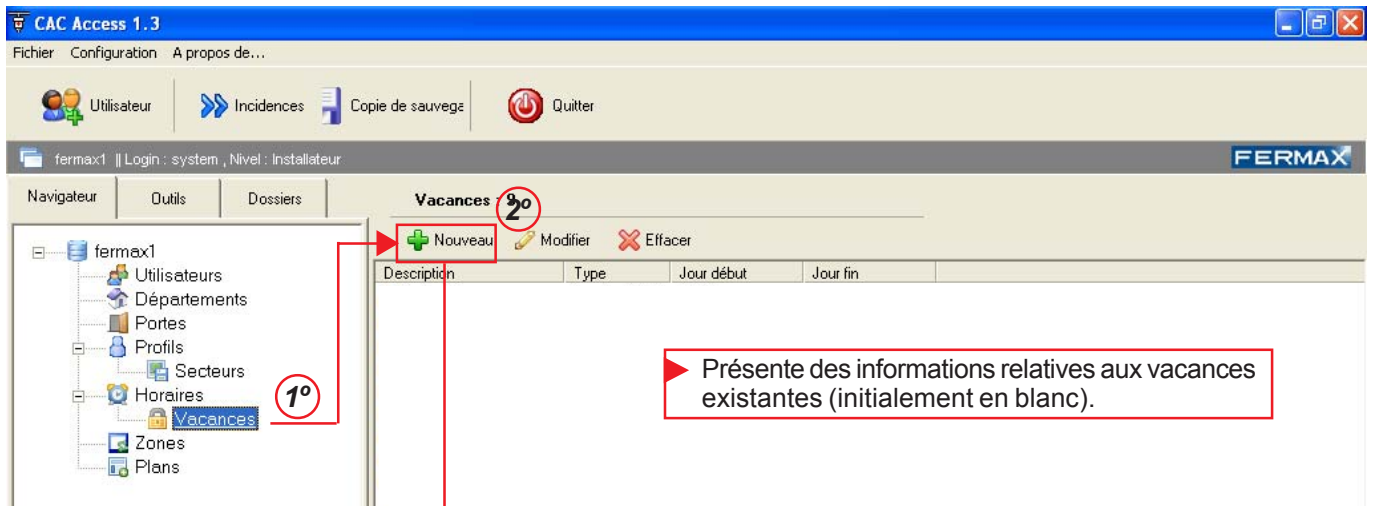 CAC Access 1.3
Fichier Configuration A propos de...
Utilisateur Incidences Copie de sauvega Quitter
fermax1 || Login : system , Nivel : Installateur FERMAX
Navigateur Outils Dossiers Vacances :
2º
Nouveau Modifier Effacer
fermax1
Description Type Jour début Jour fin
Utilisateurs
Départements
Portes
Profils
Secteurs
Présente des informations relatives aux vacances
existantes (initialement en blanc).
Horaires
1º
Vacances
Zones
Plans